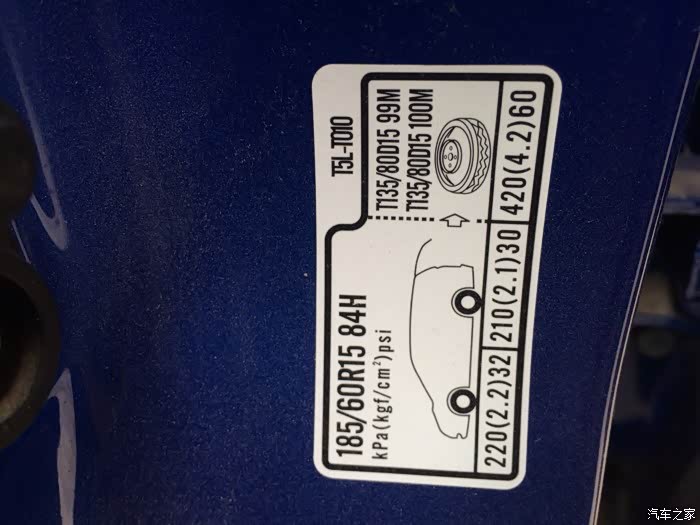 T5L-T010
185/60R15 84H
T135/80D15 99M
T135/80D15 100M
kPa(kgf/cm²)psi
220(2.2)32
210(2.1)30
420(4.2)60
汽车之家